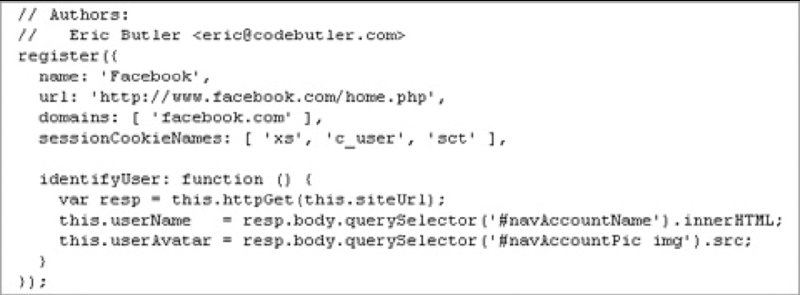 // Authors:
//   Eric Butler <eric@codebutler.com>
register({
  name: 'Facebook',
  url: 'http://www.facebook.com/home.php',
  domains: [ 'facebook.com' ],
  sessionCookieNames: [ 'xs', 'c_user', 'sct' ],

  identifyUser: function () {
    var resp = this.httpGet(this.siteUrl);
    this.userName   = resp.body.querySelector('#navAccountName').innerHTML;
    this.userAvatar = resp.body.querySelector('#navAccountPic img').src;
  }
});